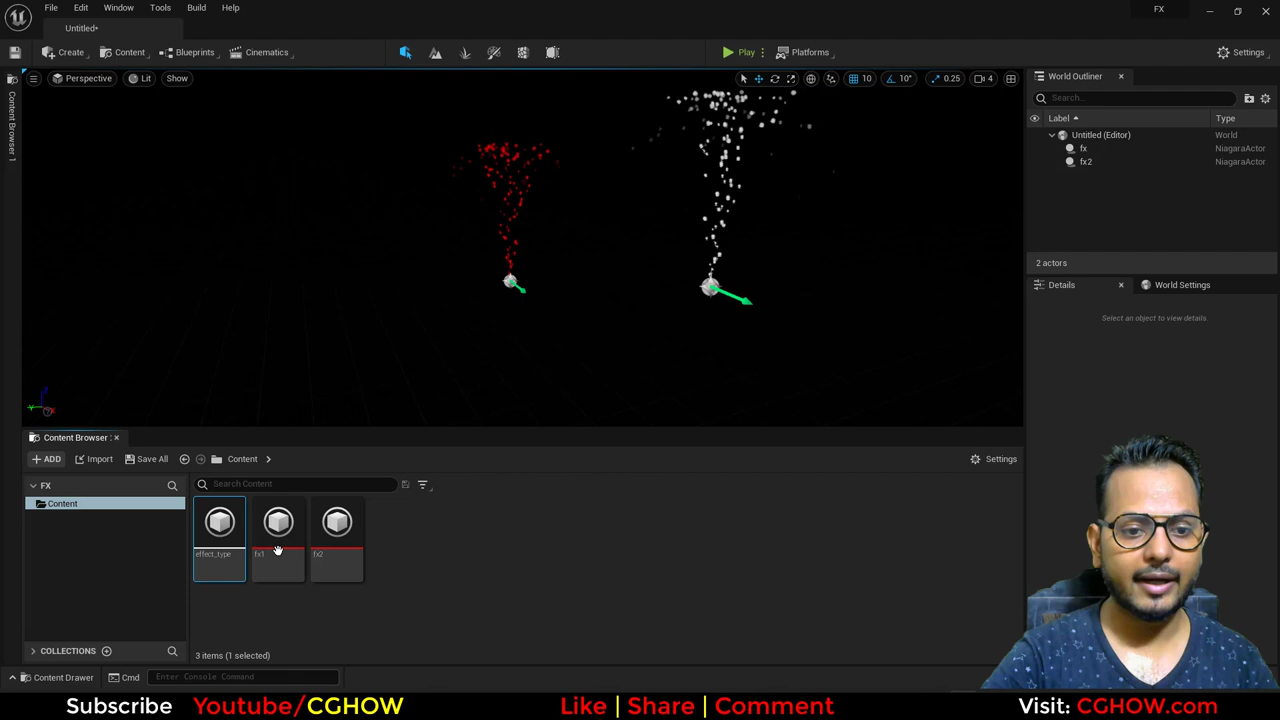 File Edit Window Tools Build Help
FX
Untitled*
Create Content Blueprints Cinematics Play Platforms Settings
Perspective Lit Show 10 10° 0.25 4
World Outliner
Search...
Label Type
Untitled (Editor) World
fx NiagaraActor
fx2 NiagaraActor
2 actors
Details World Settings
Select an object to view details.
Content Browser 1
Content Browser
ADD Import Save All Content Settings
FX Search Content
Content
effect_type fx1 fx2
COLLECTIONS 3 items (1 selected)
Content Drawer Cmd Enter Console Command
Subscribe Youtube/CGHOW Like | Share | Comment Visit: CGHOW.com